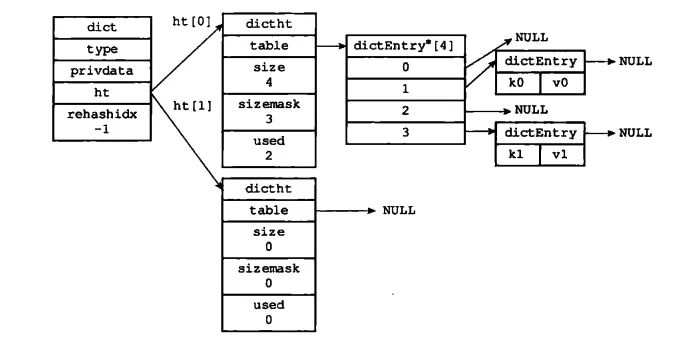 dict
type
privdata
ht
rehashidx
-1
ht[0]
ht[1]
dictht
table
size
4
sizemask
3
used
2
dictEntry*[4]
0
1
2
3
NULL
dictEntry
k0 v0
NULL
NULL
dictEntry
k1 v1
NULL
dictht
table
size
0
sizemask
0
used
0
NULL